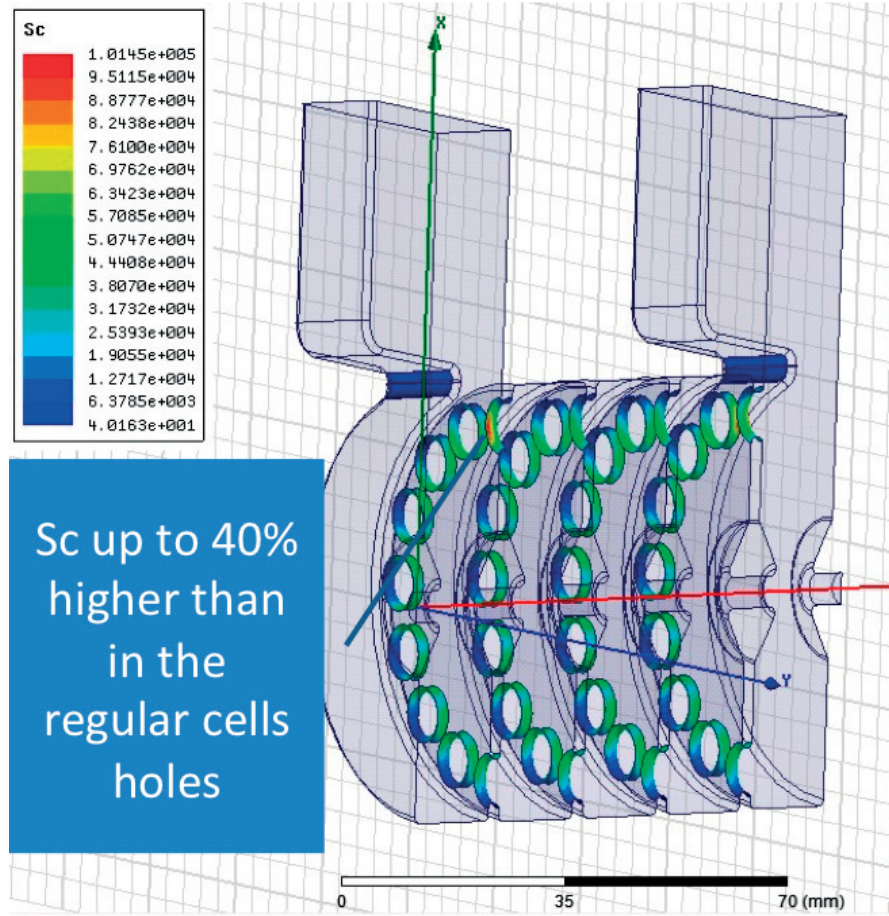 Sc
1.0145e+005
9.5115e+004
8.8777e+004
8.2438e+004
7.6100e+004
6.9762e+004
6.3423e+004
5.7085e+004
5.0747e+004
4.4408e+004
3.8070e+004
3.1732e+004
2.5393e+004
1.9055e+004
1.2717e+004
6.3785e+003
4.0163e+001
X
Sc up to 40%
higher than
in the
regular cells
holes
Y
0 35 70 (mm)